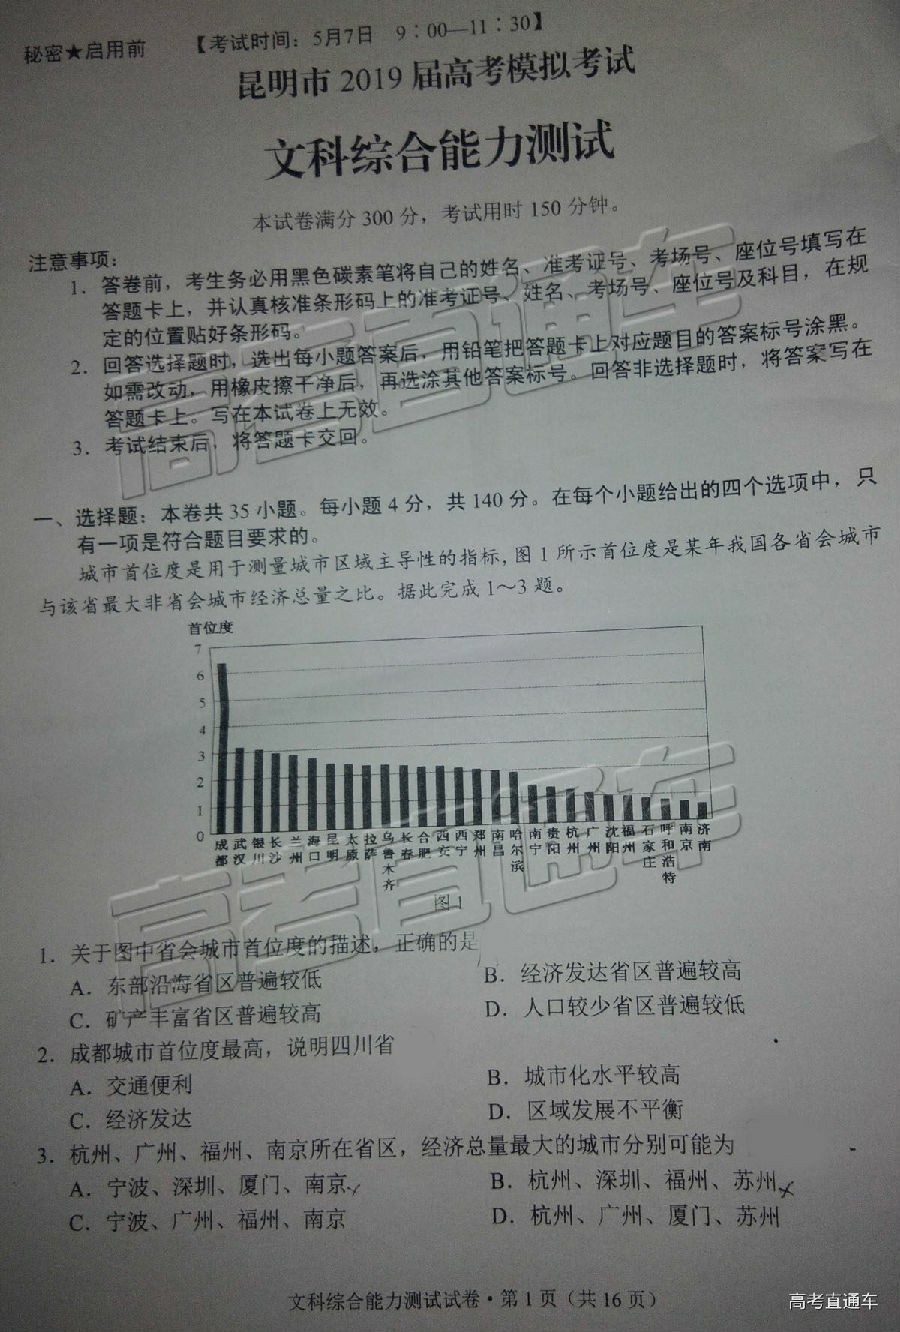 秘密★启用前 【考试时间：5月7日 9∶00—11∶30】
昆明市 2019 届高考模拟考试
文科综合能力测试
本试卷满分 300 分，考试用时 150 分钟。
注意事项：
1．答卷前，考生务必用黑色碳素笔将自己的姓名、准考证号、考场号、座位号填写在
答题卡上，并认真核准条形码上的准考证号、姓名、考场号、座位号及科目，在规
定的位置贴好条形码。
2．回答选择题时，选出每小题答案后，用铅笔把答题卡上对应题目的答案标号涂黑。
如需改动，用橡皮擦干净后，再选涂其他答案标号。回答非选择题时，将答案写在
答题卡上。写在本试卷上无效。
3．考试结束后，将答题卡交回。
一、选择题：本卷共 35 小题。每小题 4 分，共 140 分。在每个小题给出的四个选项中，只
有一项是符合题目要求的。
城市首位度是用于测量城市区域主导性的指标，图 1 所示首位度是某年我国各省会城市
与该省最大非省会城市经济总量之比。据此完成 1～3 题。
首位度
7
6
5
4
3
2
1
0
成都 武汉 银川 长沙 兰州 海口 昆明 太原 拉萨 乌鲁木齐 长春 合肥 西安 西宁 郑州 南昌 哈尔滨 南宁 贵阳 杭州 广州 沈阳 福州 石家庄 呼和浩特 南京 济南
图 1
1．关于图中省会城市首位度的描述，正确的是
A．东部沿海省区普遍较低 B．经济发达省区普遍较高
C．矿产丰富省区普遍较高 D．人口较少省区普遍较低
2．成都城市首位度最高，说明四川省
A．交通便利 B．城市化水平较高
C．经济发达 D．区域发展不平衡
3．杭州、广州、福州、南京所在省区，经济总量最大的城市分别可能为
A．宁波、深圳、厦门、南京 B．杭州、深圳、福州、苏州
C．宁波、广州、福州、南京 D．杭州、广州、厦门、苏州
文科综合能力测试试卷·第 1 页（共 16 页）
高考直通车
高考直通车
高考直通车